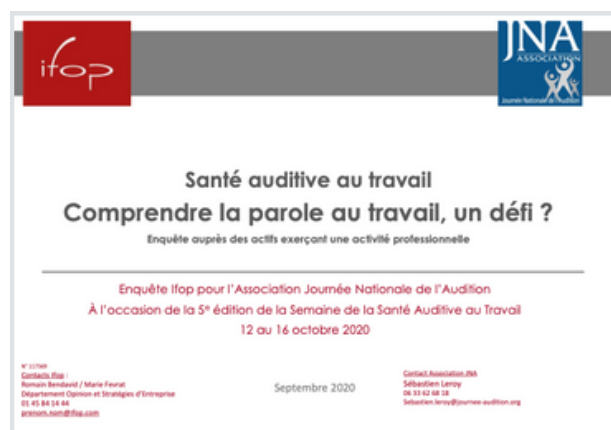 ifop
JNA
ASSOCIATION
Journée Nationale de l'Audition
Santé auditive au travail
Comprendre la parole au travail, un défi ?
Enquête auprès des actifs exerçant une activité professionnelle
Enquête Ifop pour l'Association Journée Nationale de l'Audition
À l'occasion de la 5e édition de la Semaine de la Santé Auditive au Travail
12 au 16 octobre 2020
N° 117569
Contacts Ifop :
Romain Bendavid / Marie Fevrat
Département Opinion et Stratégies d'Entreprise
01 45 84 14 44
prenom.nom@ifop.com
Septembre 2020
Contact Association JNA
Sébastien Leroy
06 33 62 68 18
Sebastien.leroy@journee-audition.org